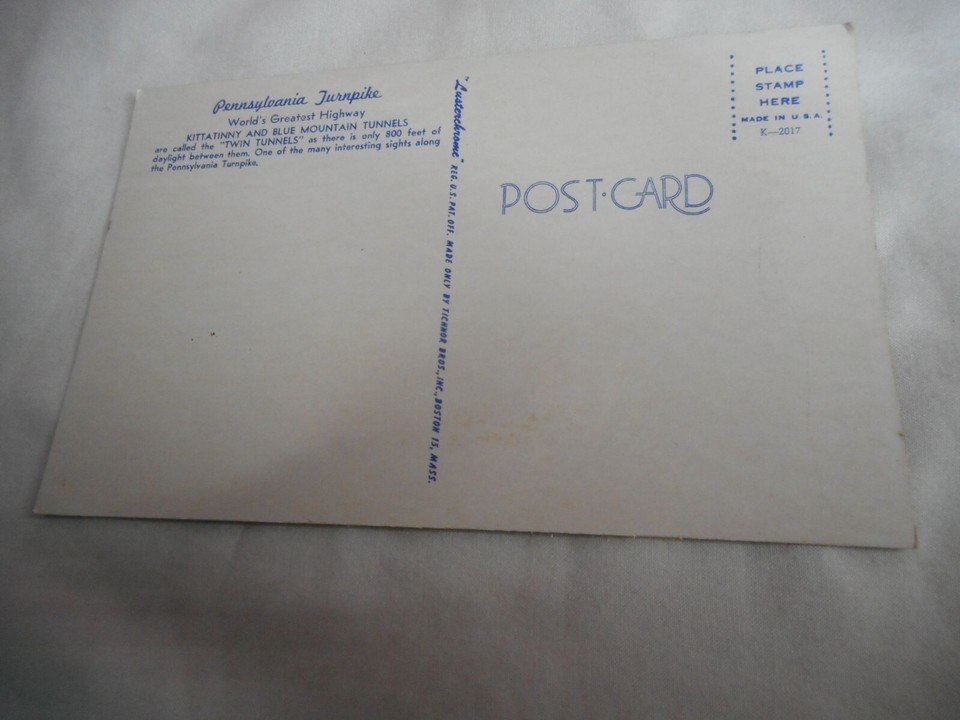 Pennsylvania Turnpike
World's Greatest Highway
KITTATINNY AND BLUE MOUNTAIN TUNNELS
are called the "TWIN TUNNELS" as there is only 800 feet of
daylight between them. One of the many interesting sights along
the Pennsylvania Turnpike.
"Lusterchrome" REG. U.S. PAT. OFF. MADE ONLY BY TICHNOR BROS., INC., BOSTON 15, MASS.
POST·CARD
PLACE
STAMP
HERE
MADE IN U.S.A.
K—2017